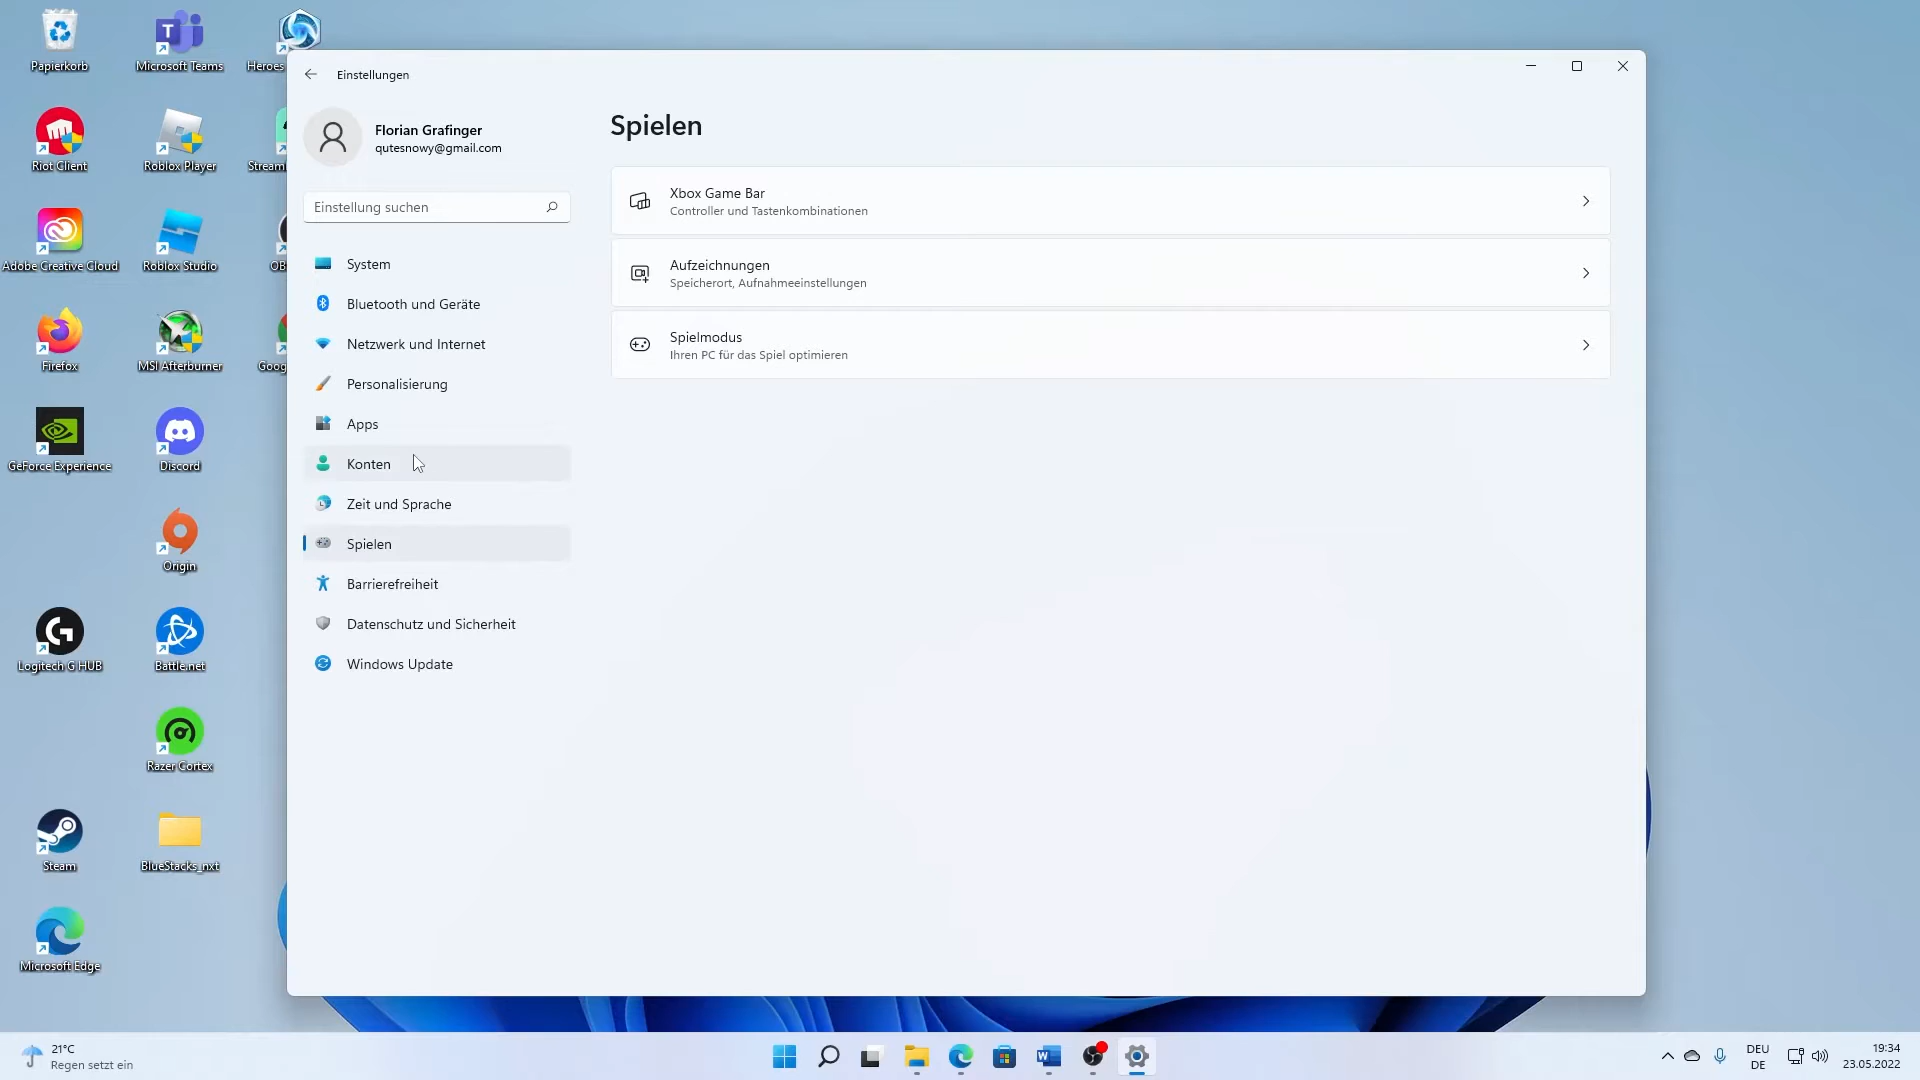 Papierkorb
Microsoft Teams
Heroes
Riot Client
Roblox Player
Stream
Adobe Creative Cloud
Roblox Studio
OB
Firefox
MSI Afterburner
Goog
GeForce Experience
Discord
Origin
Logitech G HUB
Battle.net
Razer Cortex
Steam
BlueStacks_nxt
Microsoft Edge
Einstellungen
Florian Grafinger
qutesnowy@gmail.com
Einstellung suchen
System
Bluetooth und Geräte
Netzwerk und Internet
Personalisierung
Apps
Konten
Zeit und Sprache
Spielen
Barrierefreiheit
Datenschutz und Sicherheit
Windows Update
Spielen
Xbox Game Bar
Controller und Tastenkombinationen
Aufzeichnungen
Speicherort, Aufnahmeeinstellungen
Spielmodus
Ihren PC für das Spiel optimieren
21°C
Regen setzt ein
DEU
DE
19:34
23.05.2022